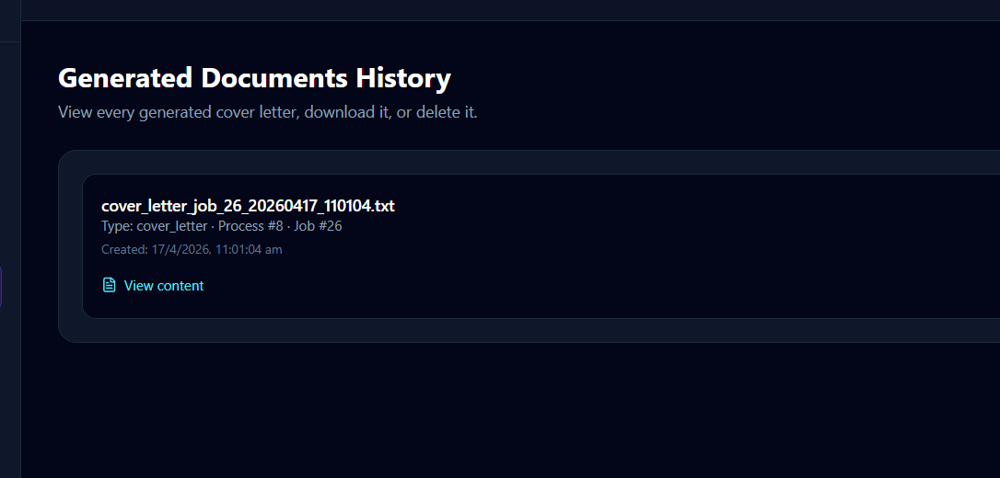 Generated Documents History
View every generated cover letter, download it, or delete it.
cover_letter_job_26_20260417_110104.txt
Type: cover_letter · Process #8 · Job #26
Created: 17/4/2026, 11:01:04 am
View content